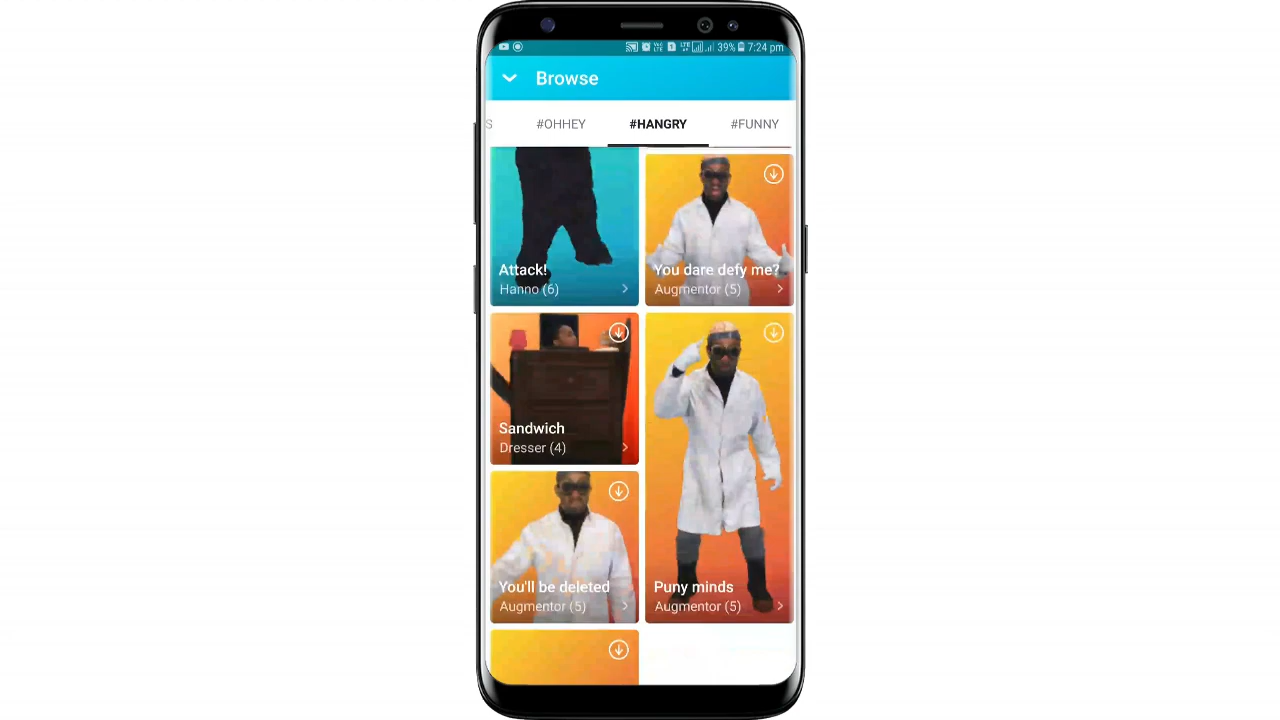 39% 7:24 pm
Browse
S #OHHEY #HANGRY #FUNNY
Attack!
Hanno (6)
You dare defy me?
Augmentor (5)
Sandwich
Dresser (4)
You'll be deleted
Augmentor (5)
Puny minds
Augmentor (5)